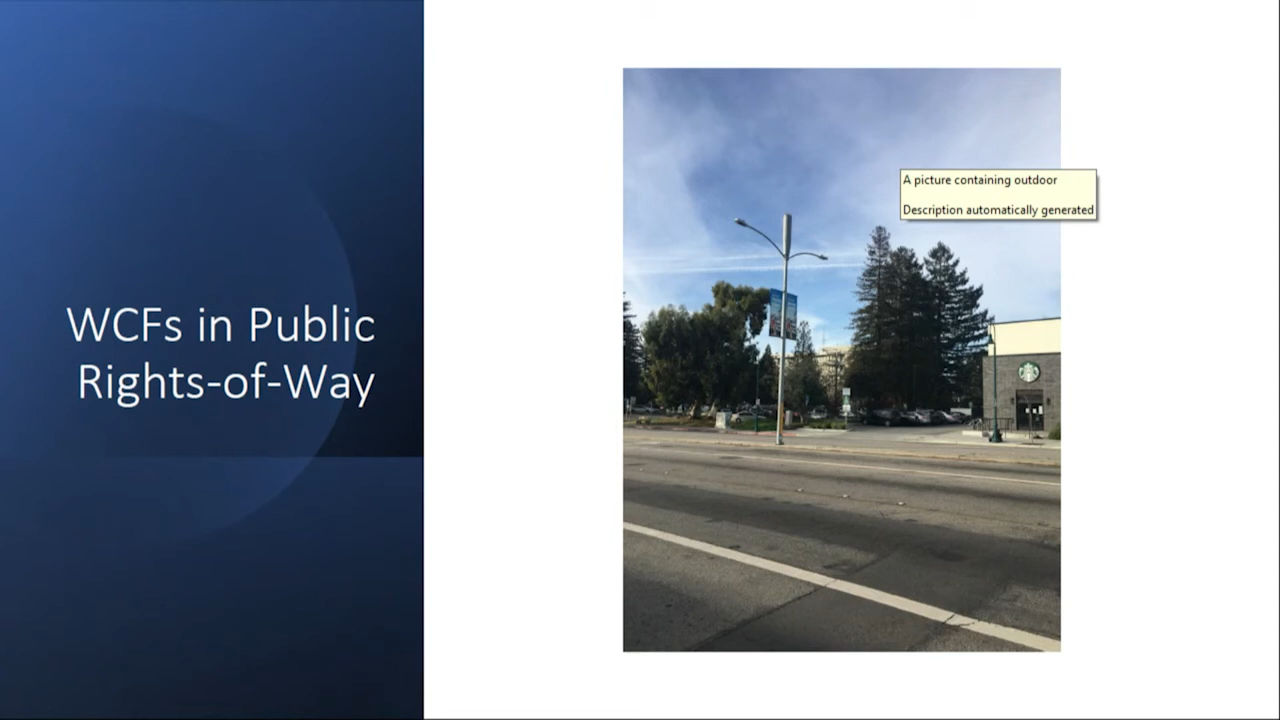 WCFs in Public
Rights-of-Way
A picture containing outdoor
Description automatically generated